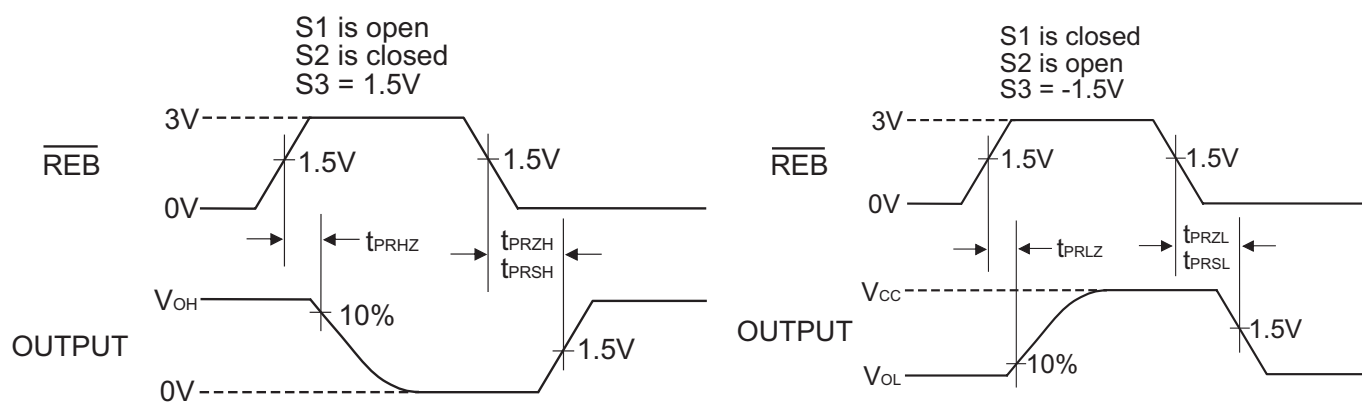 S1 is open
S2 is closed
S3 = 1.5V
3V
REB
1.5V
1.5V
0V
tPRHZ
tPRZH
tPRSH
VOH
10%
OUTPUT
1.5V
0V
S1 is closed
S2 is open
S3 = -1.5V
3V
REB
1.5V
1.5V
0V
tPRLZ
tPRZL
tPRSL
VCC
OUTPUT
1.5V
10%
VOL